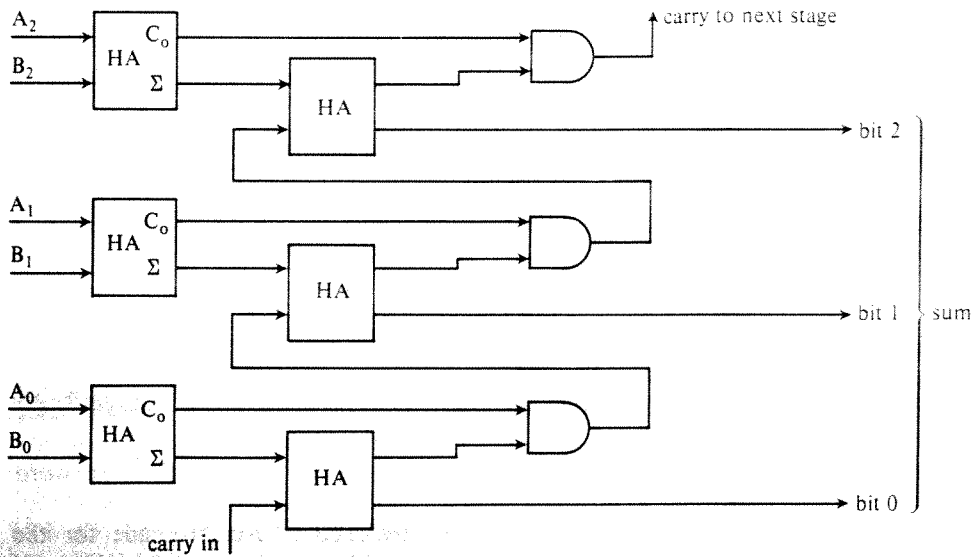 A₂
B₂
HA
Cₒ
Σ
HA
carry to next stage
bit 2
A₁
B₁
HA
Cₒ
Σ
HA
bit 1
sum
A₀
B₀
HA
Cₒ
Σ
HA
bit 0
carry in